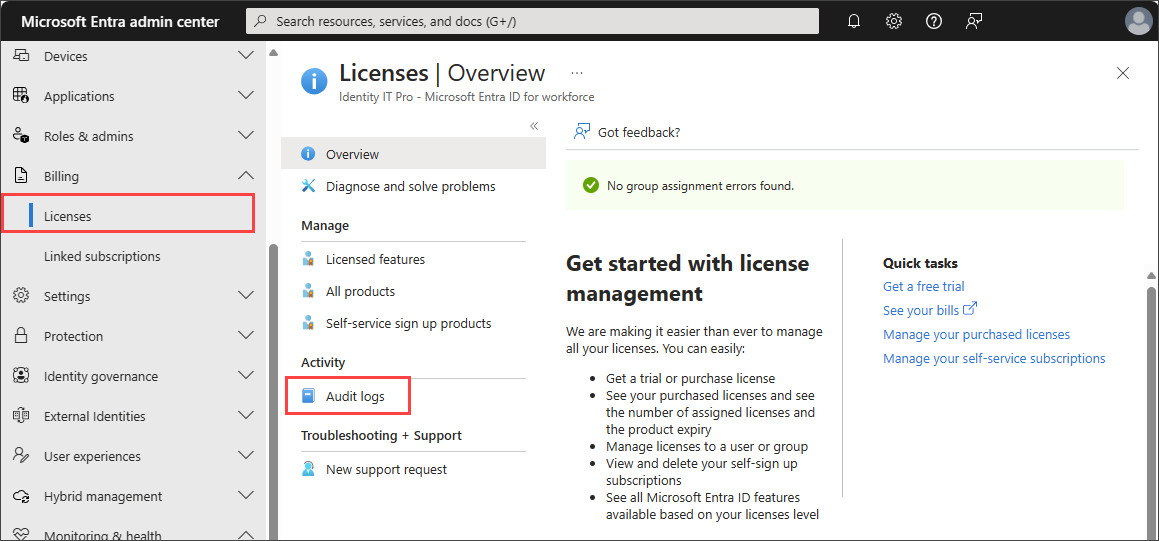 Microsoft Entra admin center
Search resources, services, and docs (G+/)
Devices
Applications
Roles & admins
Billing
Licenses
Linked subscriptions
Settings
Protection
Identity governance
External Identities
User experiences
Hybrid management
Monitoring & health
Licenses | Overview
...
Identity IT Pro - Microsoft Entra ID for workforce
Overview
Diagnose and solve problems
Manage
Licensed features
All products
Self-service sign up products
Activity
Audit logs
Troubleshooting + Support
New support request
Got feedback?
No group assignment errors found.
Get started with license
management
We are making it easier than ever to manage
all your licenses. You can easily:
• Get a trial or purchase license
• See your purchased licenses and see
the number of assigned licenses and
the product expiry
• Manage licenses to a user or group
• View and delete your self-sign up
subscriptions
• See all Microsoft Entra ID features
available based on your licenses level
Quick tasks
Get a free trial
See your bills
Manage your purchased licenses
Manage your self-service subscriptions